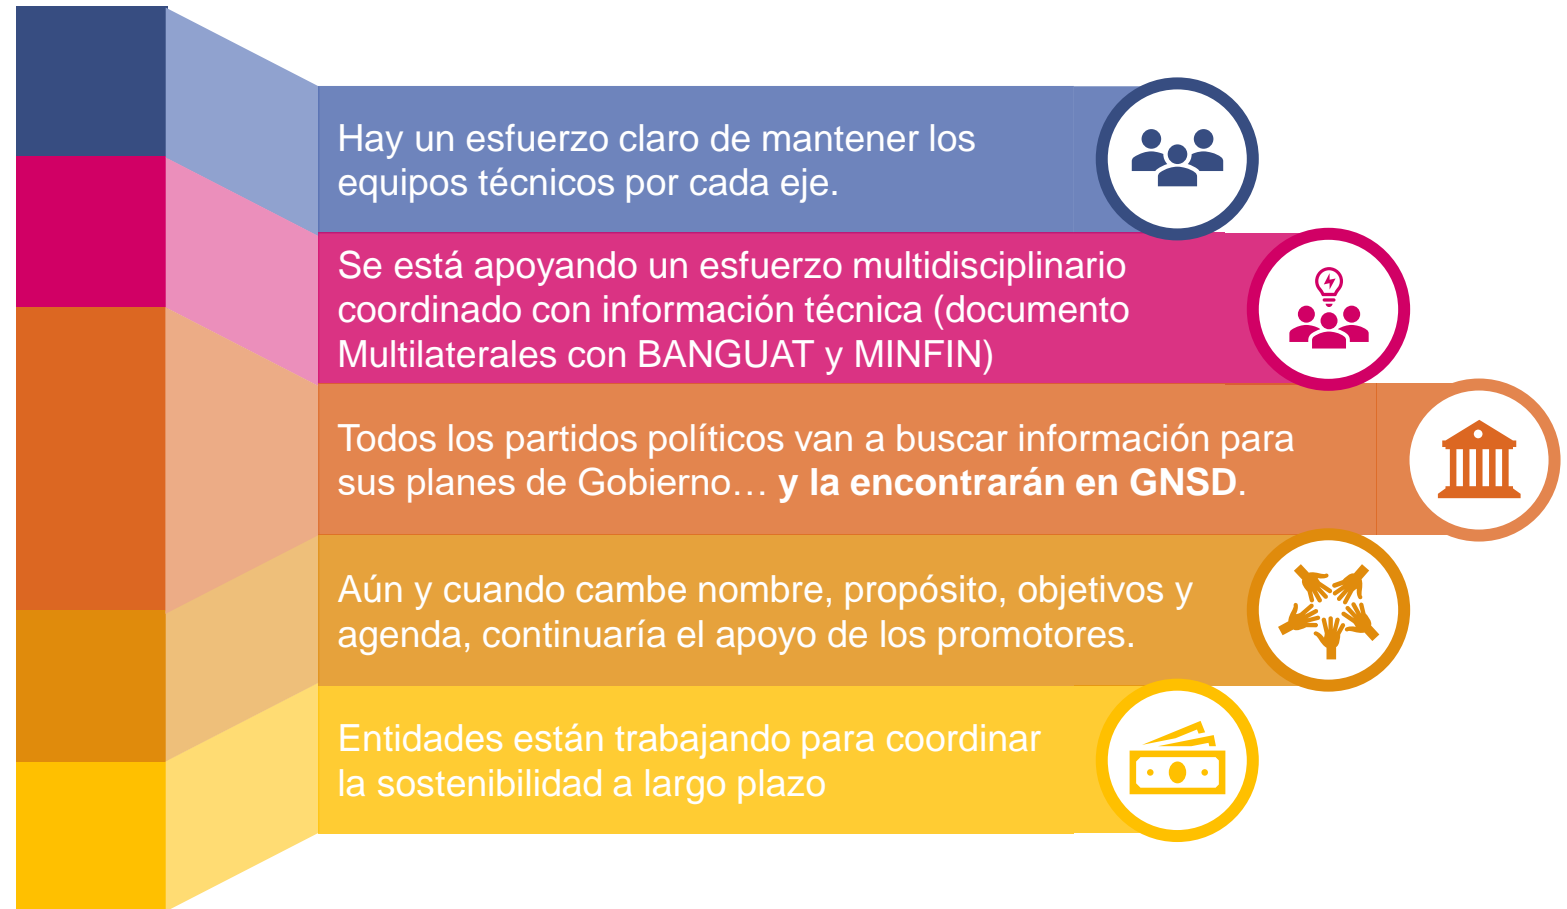 Hay un esfuerzo claro de mantener los
equipos técnicos por cada eje.
Se está apoyando un esfuerzo multidisciplinario
coordinado con información técnica (documento
Multilaterales con BANGUAT y MINFIN)
Todos los partidos políticos van a buscar información para
sus planes de Gobierno… y la encontrarán en GNSD.
Aún y cuando cambe nombre, propósito, objetivos y
agenda, continuaría el apoyo de los promotores.
Entidades están trabajando para coordinar
la sostenibilidad a largo plazo